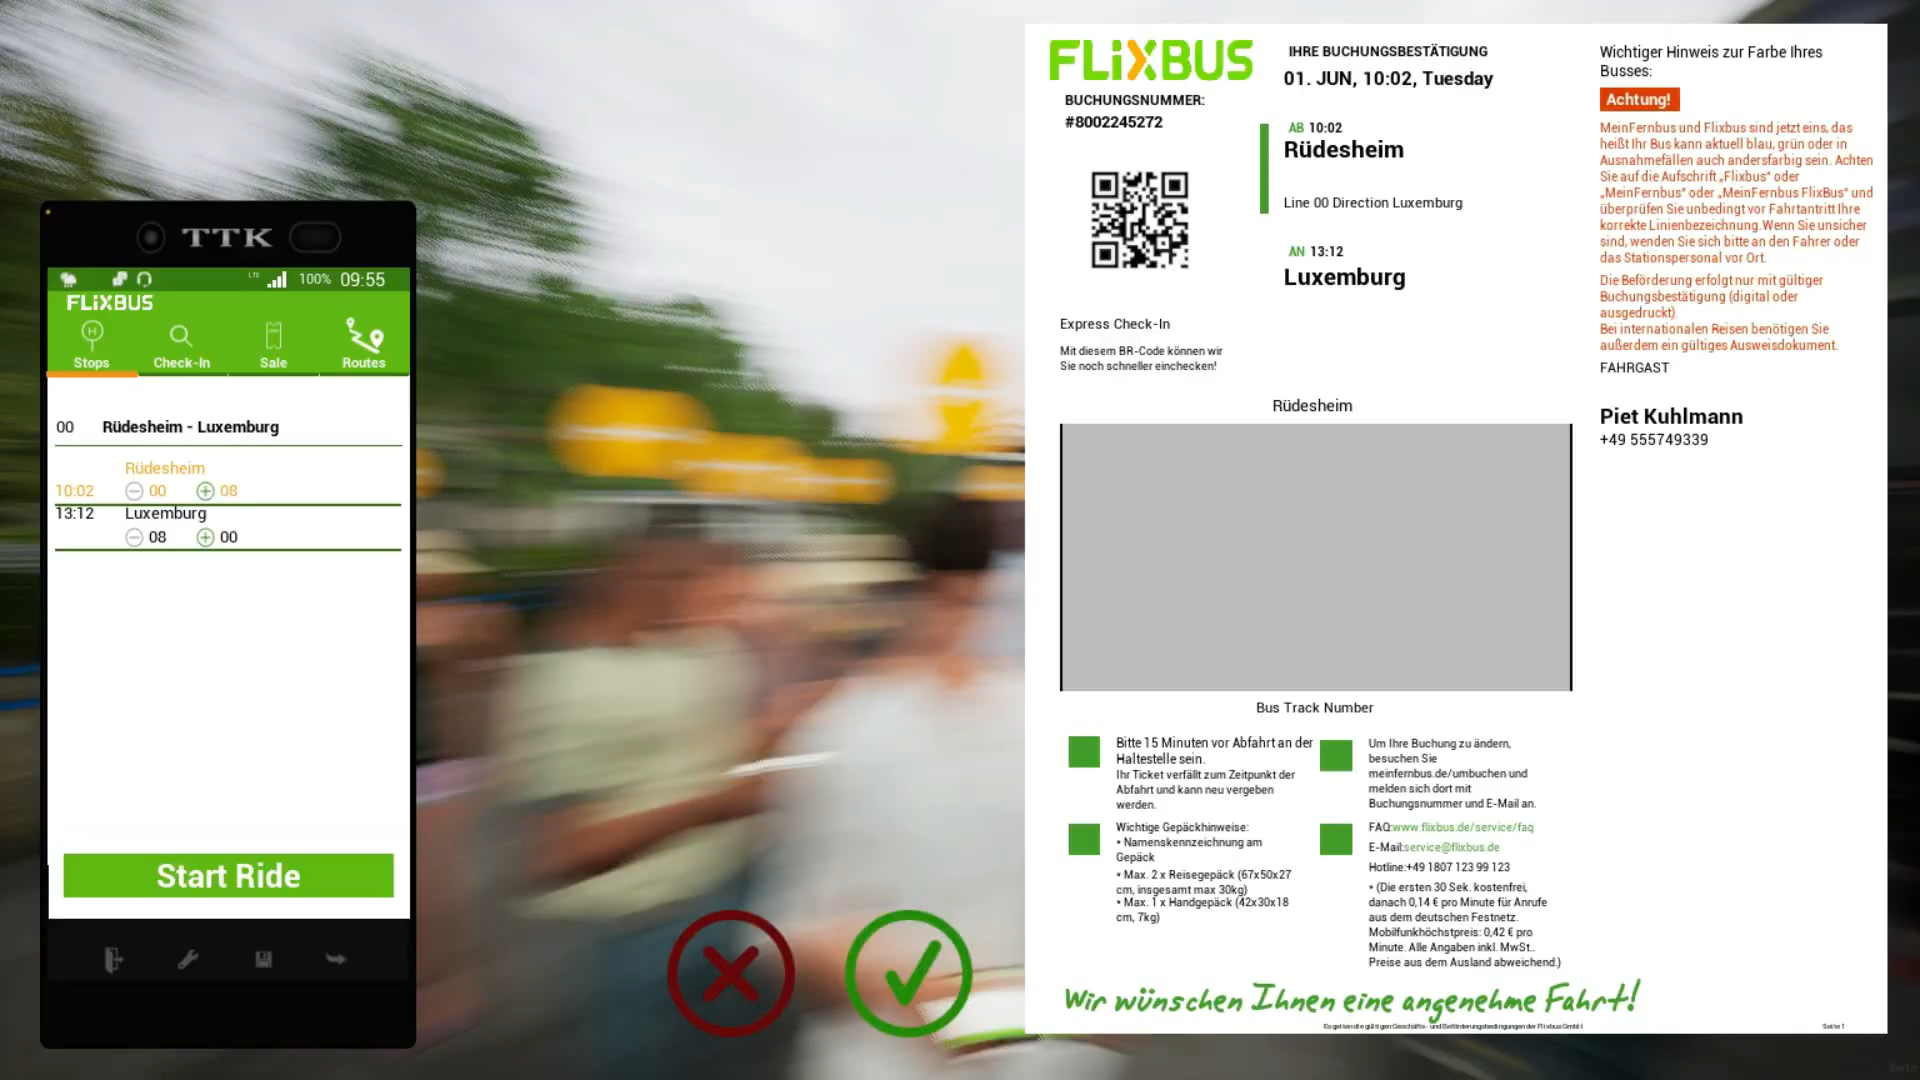 TTK
LTE 100% 09:55
FLiXBUS
H
Stops Check-In Sale Routes
00 Rüdesheim - Luxemburg
Rüdesheim
10:02 00 08
13:12 Luxemburg
08 00
Start Ride
FLiXBUS
BUCHUNGSNUMMER:
#8002245272
IHRE BUCHUNGSBESTÄTIGUNG
01. JUN, 10:02, Tuesday
AB 10:02
Rüdesheim
Line 00 Direction Luxemburg
AN 13:12
Luxemburg
Express Check-In
Mit diesem BR-Code können wir
Sie noch schneller einchecken!
Rüdesheim
Bus Track Number
Bitte 15 Minuten vor Abfahrt an der
Haltestelle sein.
Ihr Ticket verfällt zum Zeitpunkt der
Abfahrt und kann neu vergeben
werden.
Wichtige Gepäckhinweise:
• Namenskennzeichnung am
Gepäck
• Max. 2 x Reisegepäck (67x50x27
cm, insgesamt max 30kg)
• Max. 1 x Handgepäck (42x30x18
cm, 7kg)
Um Ihre Buchung zu ändern,
besuchen Sie
meinfernbus.de/umbuchen und
melden sich dort mit
Buchungsnummer und E-Mail an.
FAQ:www.flixbus.de/service/faq
E-Mail:service@flixbus.de
Hotline:+49 1807 123 99 123
• (Die ersten 30 Sek. kostenfrei,
danach 0,14 € pro Minute für Anrufe
aus dem deutschen Festnetz.
Mobilfunkhöchstpreis: 0,42 € pro
Minute. Alle Angaben inkl. MwSt..
Preise aus dem Ausland abweichend.)
Wir wünschen Ihnen eine angenehme Fahrt!
Es gelten die gültigen Geschäfts- und Beförderungsbedingungen der Flixbus GmbH
Seite 1
Wichtiger Hinweis zur Farbe Ihres
Busses:
Achtung!
MeinFernbus und Flixbus sind jetzt eins, das
heißt Ihr Bus kann aktuell blau, grün oder in
Ausnahmefällen auch andersfarbig sein. Achten
Sie auf die Aufschrift „Flixbus“ oder
„MeinFernbus“ oder „MeinFernbus FlixBus“ und
überprüfen Sie unbedingt vor Fahrtantritt Ihre
korrekte Linienbezeichnung.Wenn Sie unsicher
sind, wenden Sie sich bitte an den Fahrer oder
das Stationspersonal vor Ort.
Die Beförderung erfolgt nur mit gültiger
Buchungsbestätigung (digital oder
ausgedruckt).
Bei internationalen Reisen benötigen Sie
außerdem ein gültiges Ausweisdokument.
FAHRGAST
Piet Kuhlmann
+49 555749339